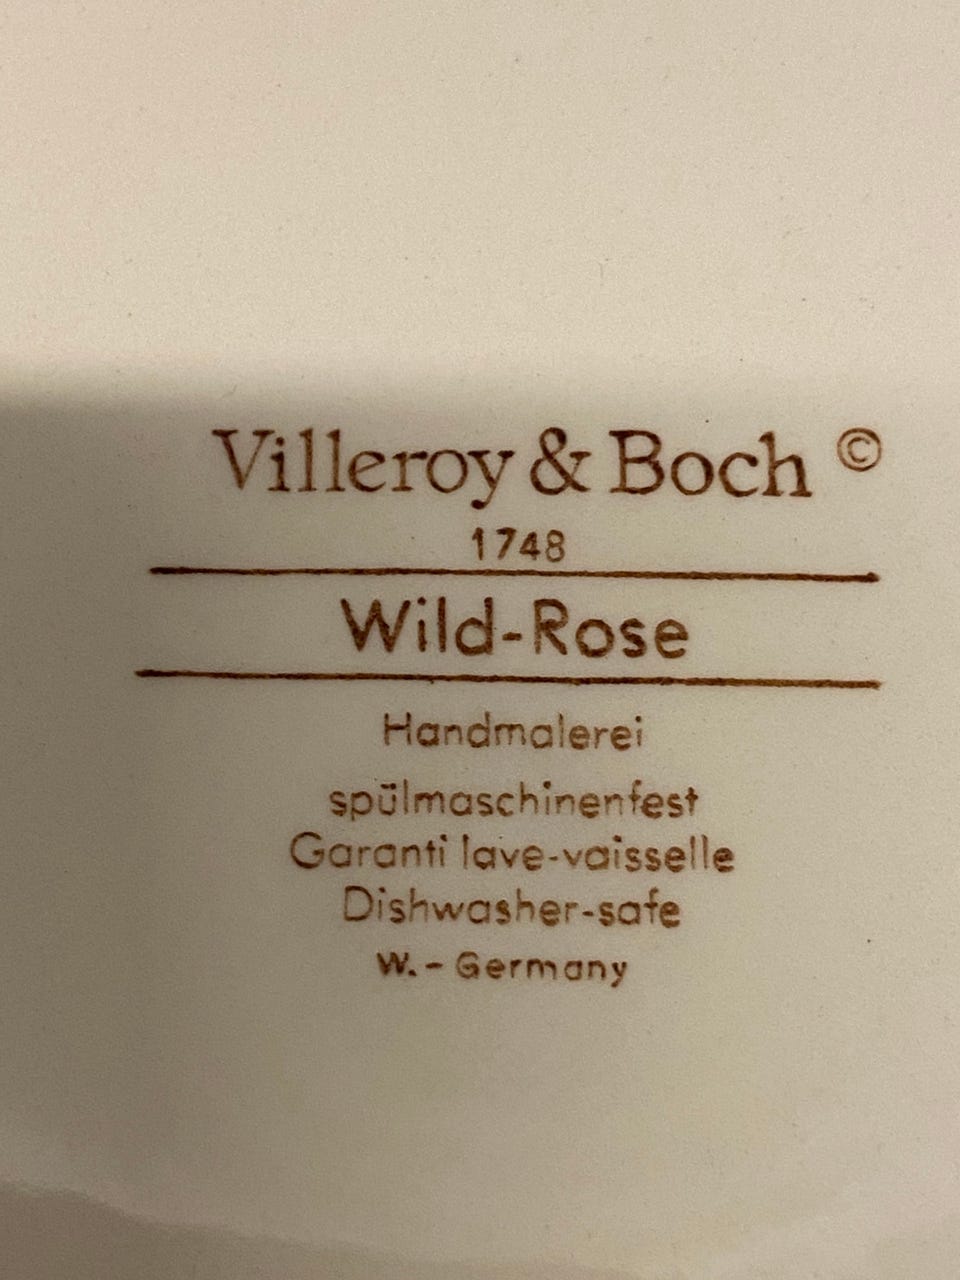 Villeroy & Boch ©
1748
Wild-Rose
Handmalerei
spülmaschinenfest
Garanti lave-vaisselle
Dishwasher-safe
W.- Germany